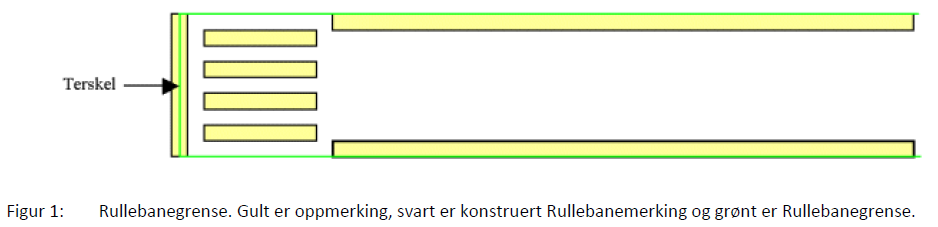 Terskel
Figur 1: Rullebanegrense. Gult er oppmerking, svart er konstruert Rullebanemerking og grønt er Rullebanegrense.